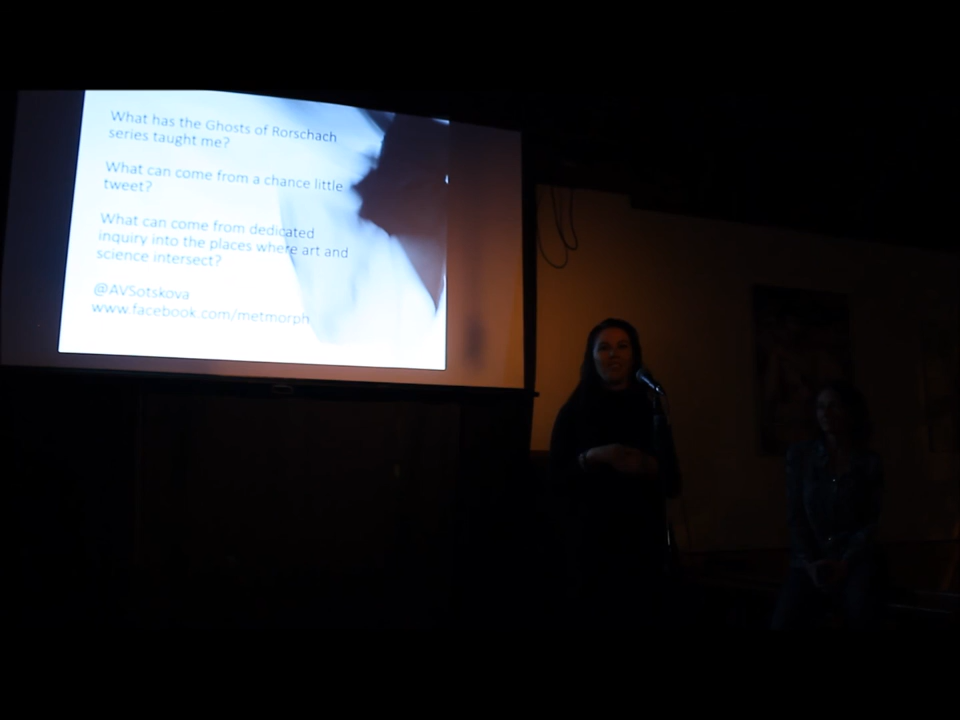 What has the Ghosts of Rorschach
series taught me?
What can come from a chance little
tweet?
What can come from dedicated
inquiry into the places where art and
science intersect?
@AVSotskova
www.facebook.com/metmorph